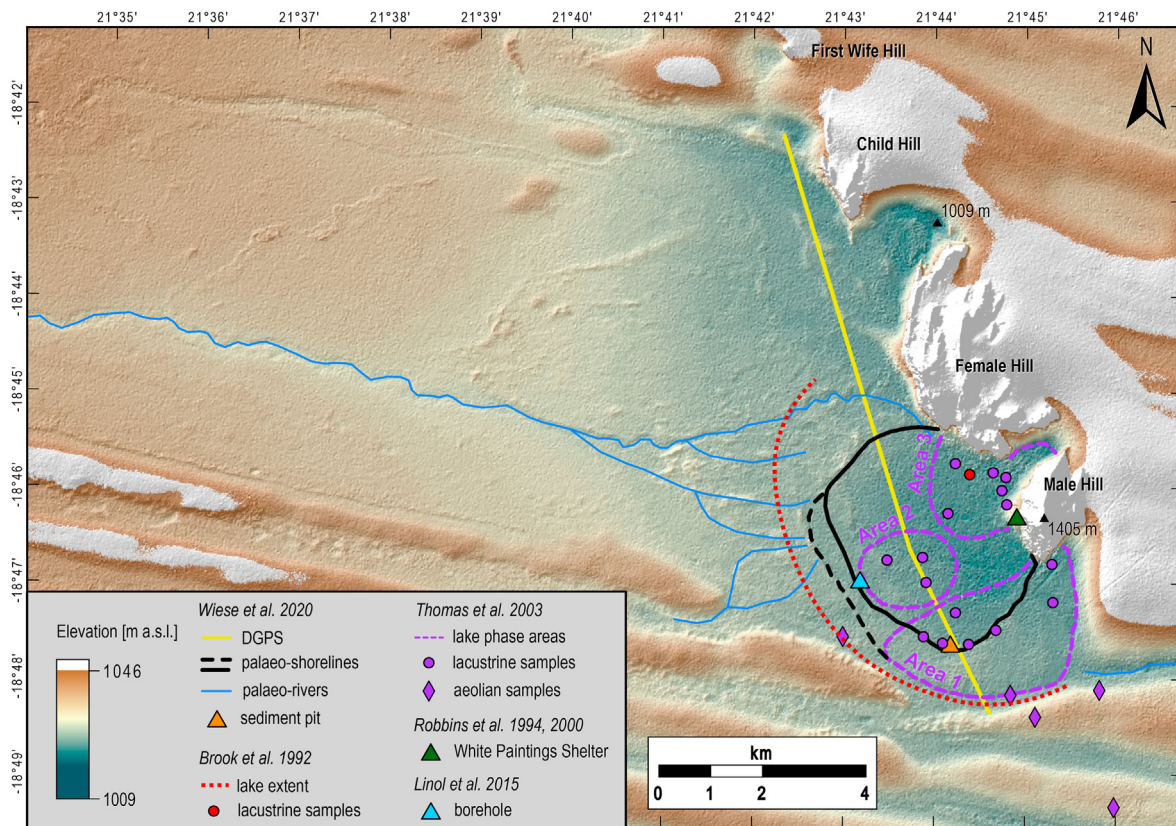 21°35' 21°36' 21°37' 21°38' 21°39' 21°40' 21°41' 21°42' 21°43' 21°44' 21°45' 21°46'
First Wife Hill
N
-18°42'
Child Hill
-18°43'
1009 m
-18°44'
-18°45'
Female Hill
-18°46'
Area 3
Male Hill
Area 2
1405 m
-18°47'
Area 1
-18°48'
-18°49'
Elevation [m a.s.l.]
1046
1009
Wiese et al. 2020
DGPS
palaeo-shorelines
palaeo-rivers
sediment pit
Brook et al. 1992
lake extent
lacustrine samples
Thomas et al. 2003
lake phase areas
lacustrine samples
aeolian samples
Robbins et al. 1994, 2000
White Paintings Shelter
Linol et al. 2015
borehole
km
0 1 2 4